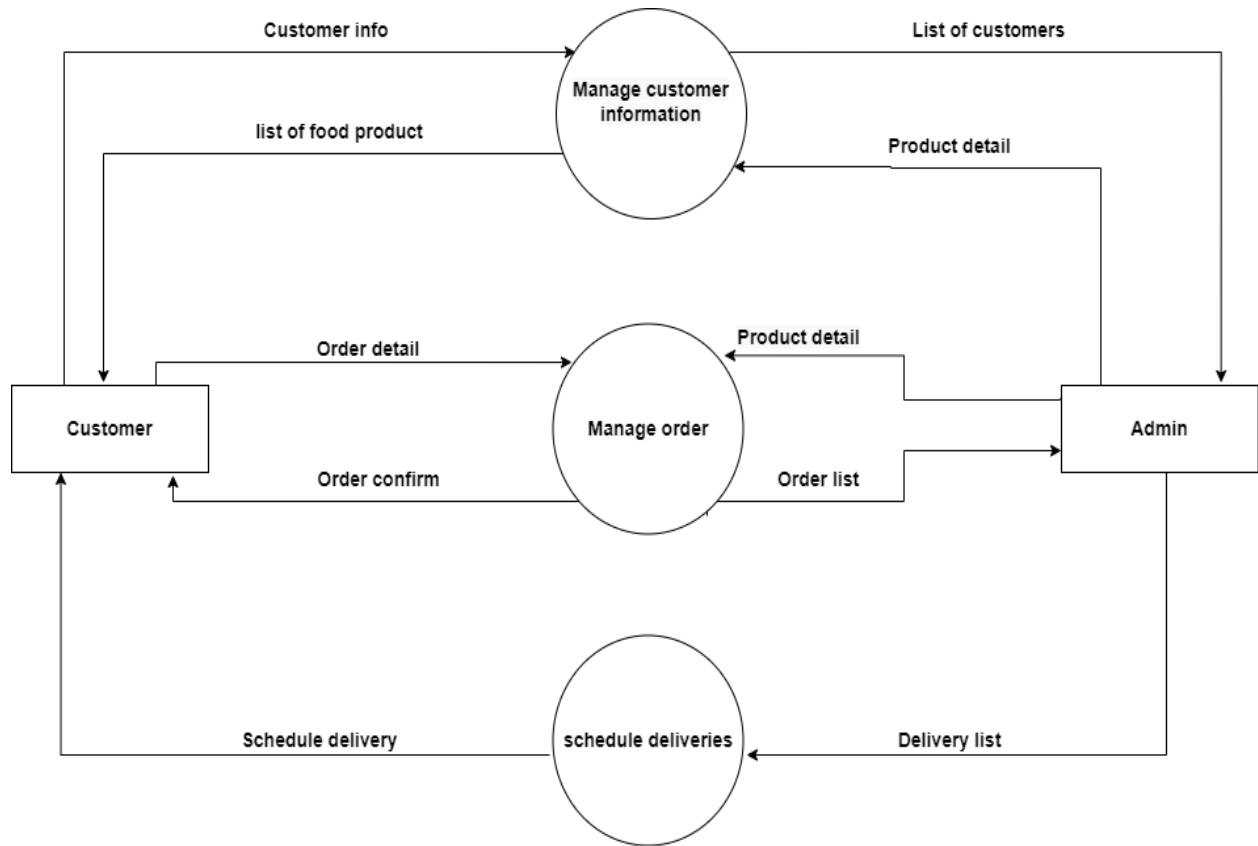 Customer info
List of customers
Manage customer
information
list of food product
Product detail
Order detail
Product detail
Customer
Manage order
Admin
Order confirm
Order list
Schedule delivery
schedule deliveries
Delivery list